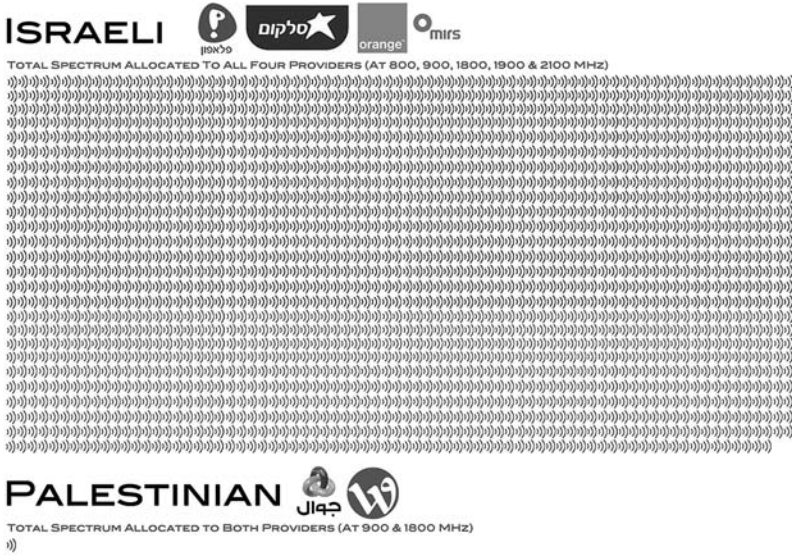 ISRAELI
פלאפון
סלקום
orange
mirs
TOTAL SPECTRUM ALLOCATED TO ALL FOUR PROVIDERS (AT 800, 900, 1800, 1900 & 2100 MHZ)
PALESTINIAN
جوال
TOTAL SPECTRUM ALLOCATED TO BOTH PROVIDERS (AT 900 & 1800 MHZ)